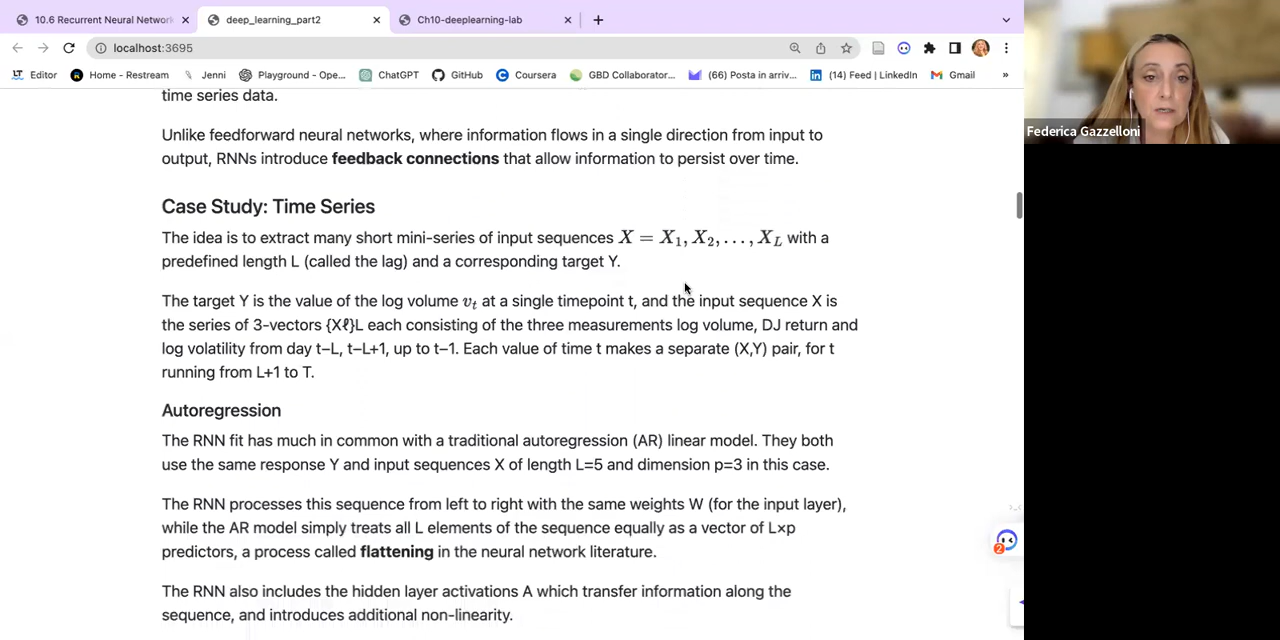 10.6 Recurrent Neural Network
deep_learning_part2
Ch10-deeplearning-lab
localhost:3695
Editor
Home - Restream
Jenni
Playground - Ope...
ChatGPT
GitHub
Coursera
GBD Collaborator...
(66) Posta in arriv...
(14) Feed | LinkedIn
Gmail
»
time series data.
Unlike feedforward neural networks, where information flows in a single direction from input to
output, RNNs introduce feedback connections that allow information to persist over time.
Case Study: Time Series
The idea is to extract many short mini-series of input sequences X = X₁, X₂, . . . , X_L with a
predefined length L (called the lag) and a corresponding target Y.
The target Y is the value of the log volume v_t at a single timepoint t, and the input sequence X is
the series of 3-vectors {Xℓ}L each consisting of the three measurements log volume, DJ return and
log volatility from day t−L, t−L+1, up to t−1. Each value of time t makes a separate (X,Y) pair, for t
running from L+1 to T.
Autoregression
The RNN fit has much in common with a traditional autoregression (AR) linear model. They both
use the same response Y and input sequences X of length L=5 and dimension p=3 in this case.
The RNN processes this sequence from left to right with the same weights W (for the input layer),
while the AR model simply treats all L elements of the sequence equally as a vector of L×p
predictors, a process called flattening in the neural network literature.
The RNN also includes the hidden layer activations A which transfer information along the
sequence, and introduces additional non-linearity.
Federica Gazzelloni
2